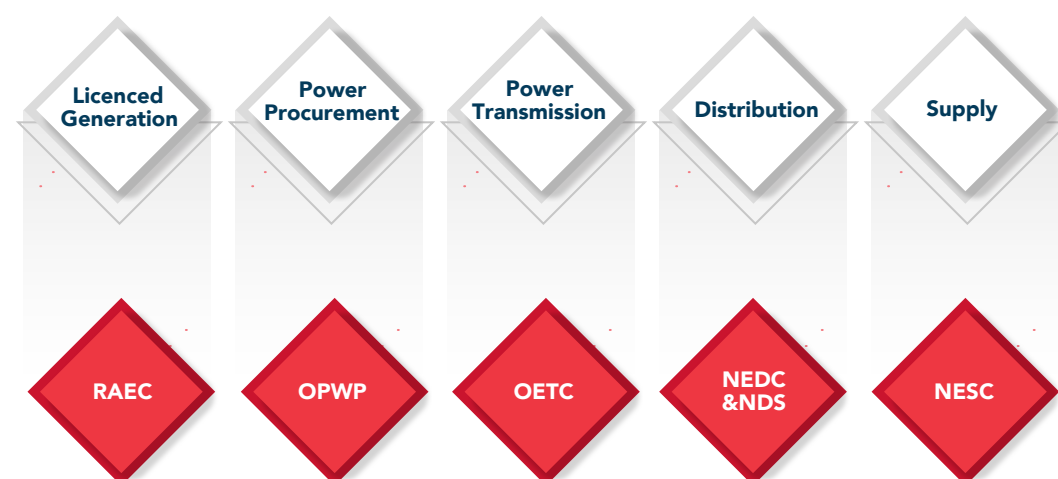 Licenced
Generation
Power
Procurement
Power
Transmission
Distribution
Supply
RAEC
OPWP
OETC
NEDC
&NDS
NESC